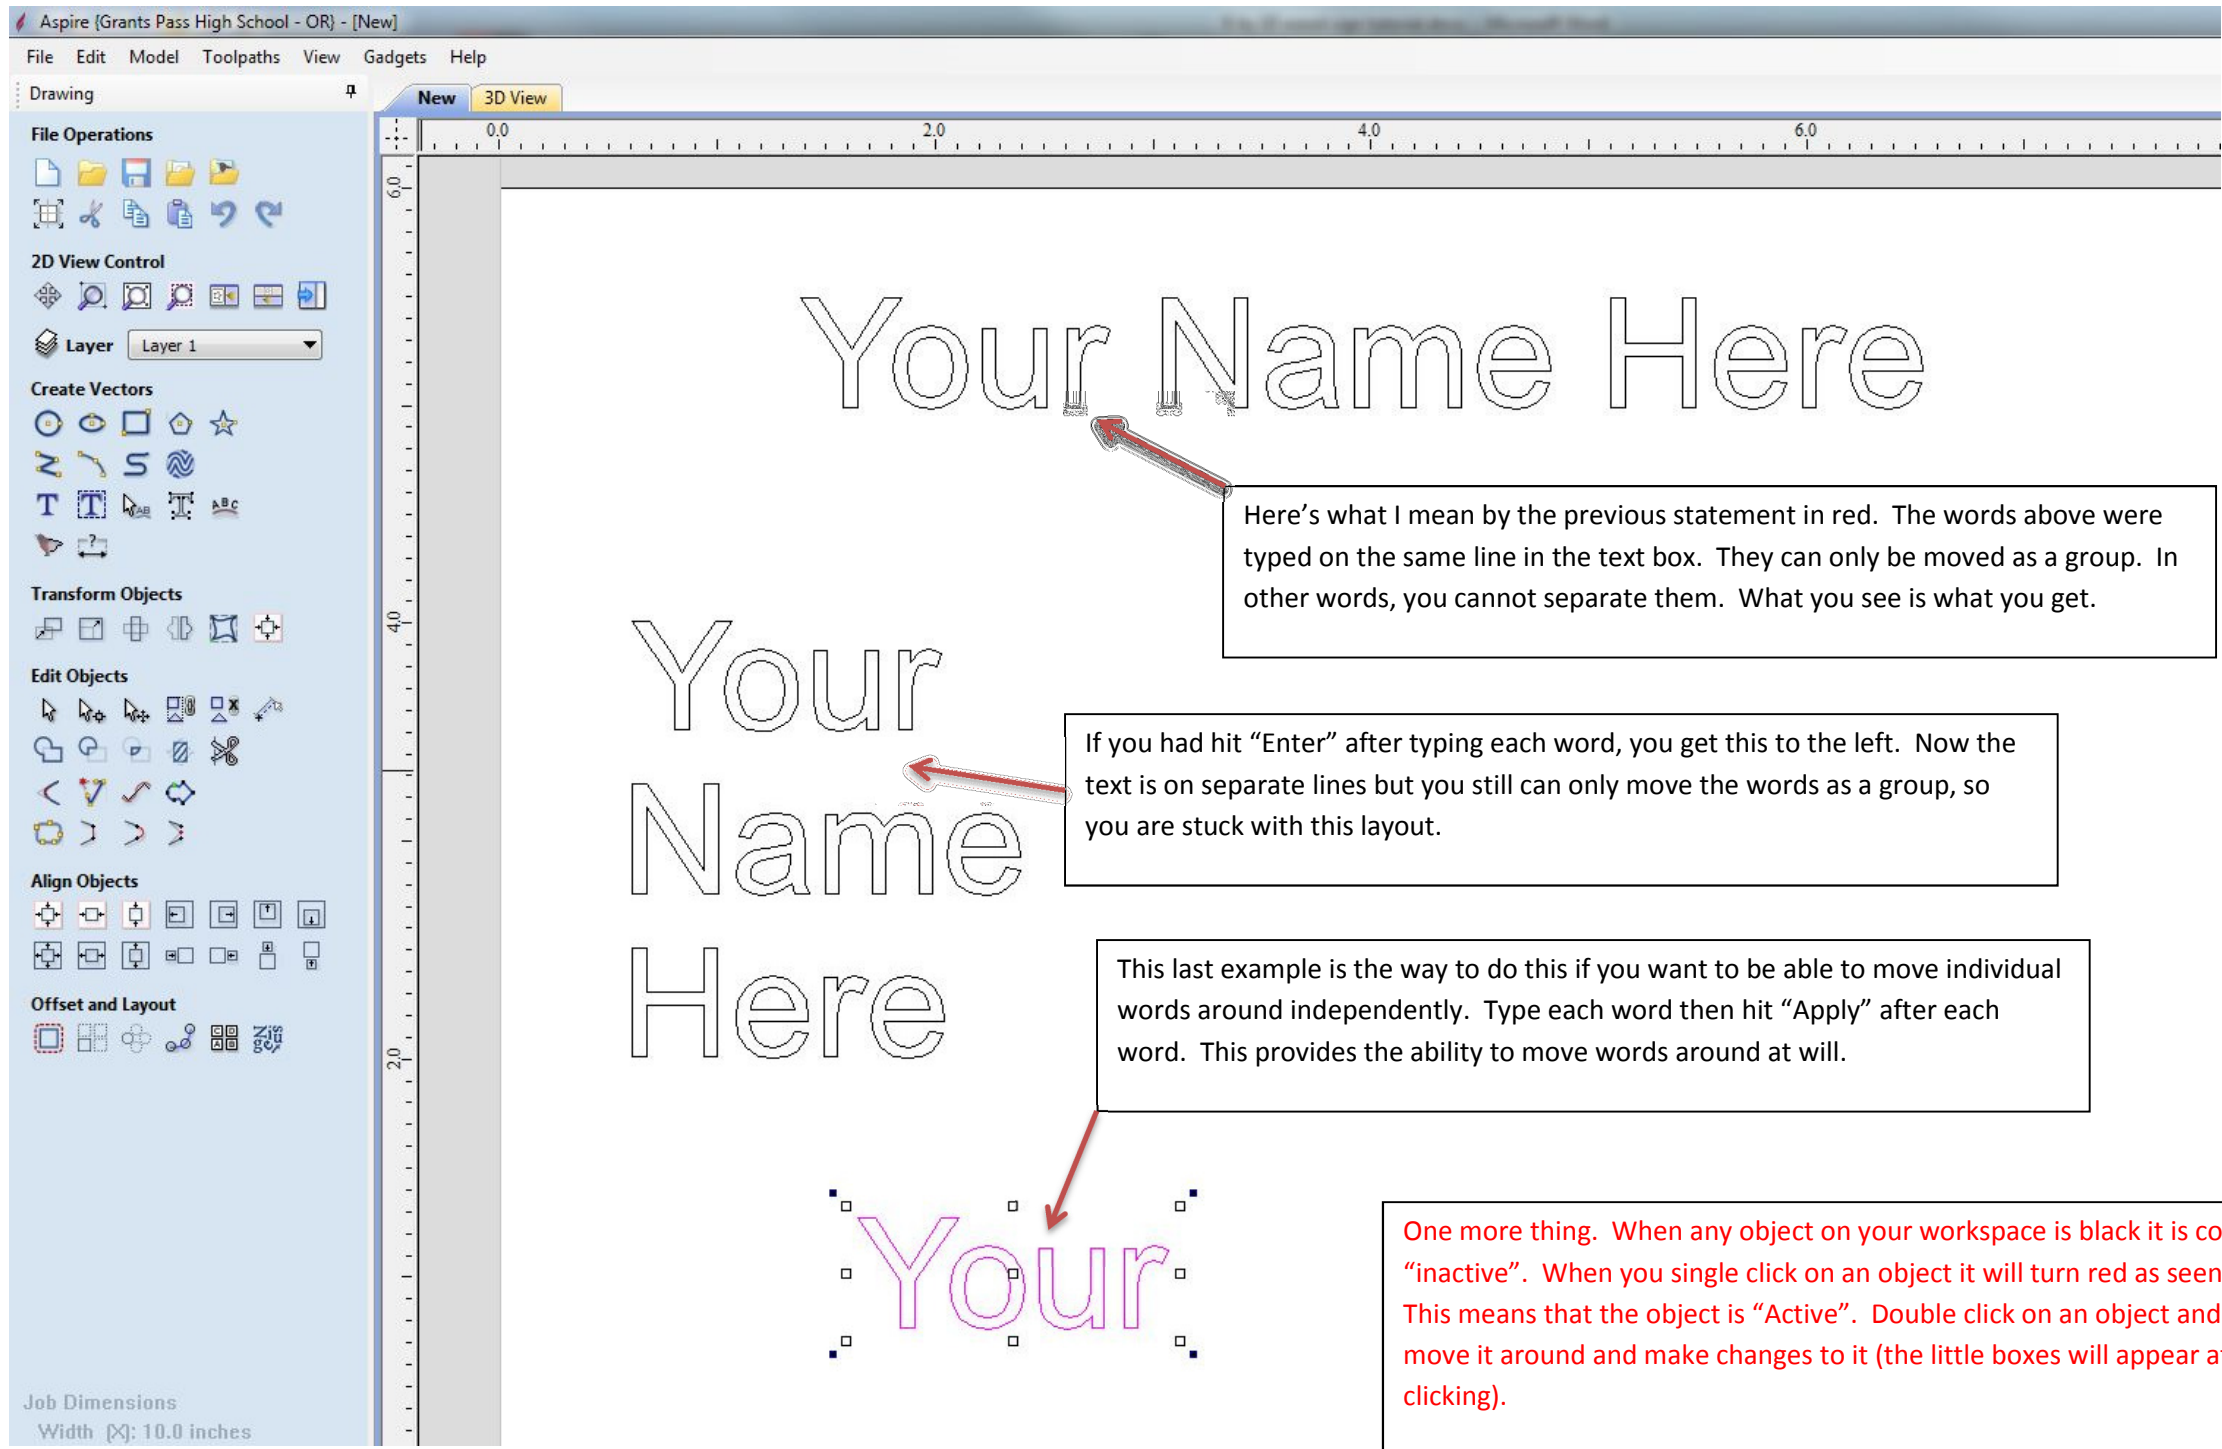 Aspire {Grants Pass High School - OR} - [New]
File Edit Model Toolpaths View Gadgets Help
Drawing
New 3D View
File Operations
0.0 2.0 4.0 6.0
6.0
2D View Control
Layer Layer 1
Your Name Here
Create Vectors
Here’s what I mean by the previous statement in red. The words above were
typed on the same line in the text box. They can only be moved as a group. In
other words, you cannot separate them. What you see is what you get.
Transform Objects
4.0
Edit Objects
Your
Name
Here
If you had hit “Enter” after typing each word, you get this to the left. Now the
text is on separate lines but you still can only move the words as a group, so
you are stuck with this layout.
Align Objects
Offset and Layout
2.0
This last example is the way to do this if you want to be able to move individual
words around independently. Type each word then hit “Apply” after each
word. This provides the ability to move words around at will.
Your
One more thing. When any object on your workspace is black it is co
“inactive”. When you single click on an object it will turn red as seen
This means that the object is “Active”. Double click on an object and
move it around and make changes to it (the little boxes will appear a
clicking).
Job Dimensions
Width (X): 10.0 inches